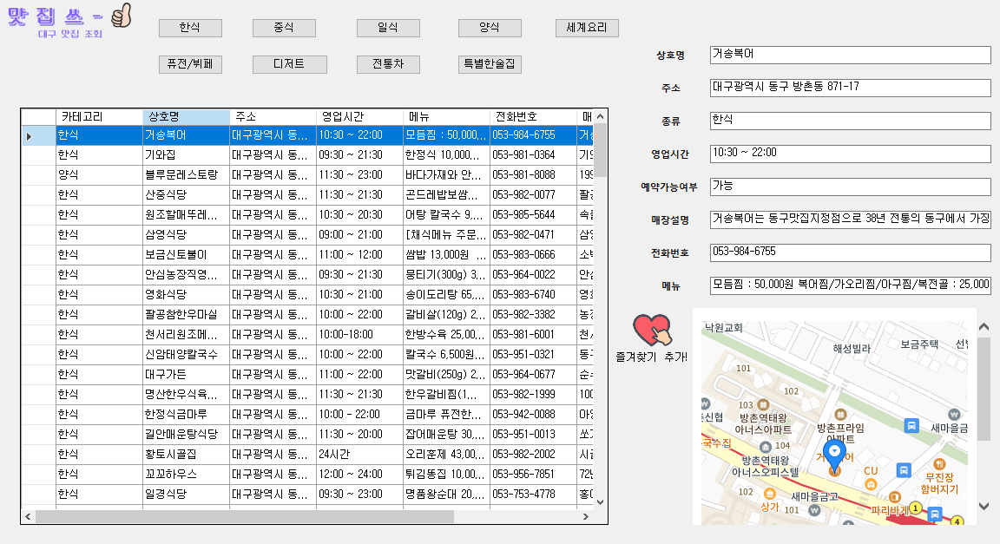 맛집쓰-
대구 맛집 조회
한식 중식 일식 양식 세계요리
퓨전/뷔페 디저트 전통차 특별한술집
카테고리 상호명 주소 영업시간 메뉴 전화번호 매
한식 거송복어 대구광역시 동... 10:30 ~ 22:00 모듬찜 : 50,000... 053-984-6755 거송
한식 기와집 대구광역시 동... 09:30 ~ 21:30 한정식 10,000... 053-981-0364 기와
양식 블루문레스토랑 대구광역시 동... 11:30 ~ 23:00 바다가재와 안... 053-981-8088 199
한식 산중식당 대구광역시 동... 11:30 ~ 21:30 곤드레밥보쌈... 053-982-0077 팔공
한식 원조할매뚜레... 대구광역시 동... 10:30 ~ 20:30 어탕 칼국수 9,... 053-985-5644 속을
한식 삼영식당 대구광역시 동... 09:00 ~ 21:00 [채식메뉴 주문... 053-982-0471 삼영
한식 보금신토불이 대구광역시 동... 11:00 ~ 12:00 쌈밥 13,000원 ... 053-983-0666
한식 안심농장직영... 대구광역시 동... 09:30 ~ 21:30 뭉티기(300g) 3... 053-964-0022 안심
한식 영화식당 대구광역시 동... 10:30 ~ 21:00 송이도리탕 65,... 053-983-6740 영화
한식 팔공참한우마실 대구광역시 동... 10:00 ~ 22:00 갈비살(120g) 2... 053-982-3382 농장
한식 천서리원조메... 대구광역시 동... 10:00-18:00 한방수육 25,00... 053-981-6001 천서
한식 신암태양칼국수 대구광역시 동... 10:00 ~ 22:00 칼국수 6,500원... 053-951-0321 동구
한식 대구가든 대구광역시 동... 11:00 ~ 22:00 맛갈비(250g) 2... 053-964-0677 순수
한식 명산한우식육... 대구광역시 동... 11:30 ~ 21:30 한우갈비찜(1... 053-982-1999 100
한식 한정식금마루 대구광역시 동... 10:00 - 22:00 금마루 퓨전한... 053-942-0088
한식 길안매운탕식당 대구광역시 동... 11:30 ~ 20:00 잡어매운탕 30,... 053-951-0013 쏘가
한식 황토시골집 대구광역시 동... 24시간 오리훈제 43,00... 053-982-2002 시골
한식 꼬꼬하우스 대구광역시 동... 12:00 ~ 24:00 튀김똥집 10,00... 053-956-7851 72년
한식 일경식당 대구광역시 동... 09:30 ~ 23:00 명품왕순대 20,... 053-753-4778
상호명 거송복어
주소 대구광역시 동구 방촌동 871-17
종류 한식
영업시간 10:30 ~ 22:00
예약가능여부 가능
매장설명 거송복어는 동구맛집지정점으로 38년 전통의 동구에서 가장
전화번호 053-984-6755
메뉴 모듬찜 : 50,000원 복어찜/가오리찜/아구찜/복전골 : 25,000
즐겨찾기 추가!
낙원교회
해성빌라
보금주택
101
102
103
방촌역태왕
아너스아파트
방촌프라임
아파트
새마을금
촌신협
국수집
104
방촌역태왕
아너스오피스텔
CU
무진장
함바지기
102
상가
101
새마을금고
파리바게
1
4